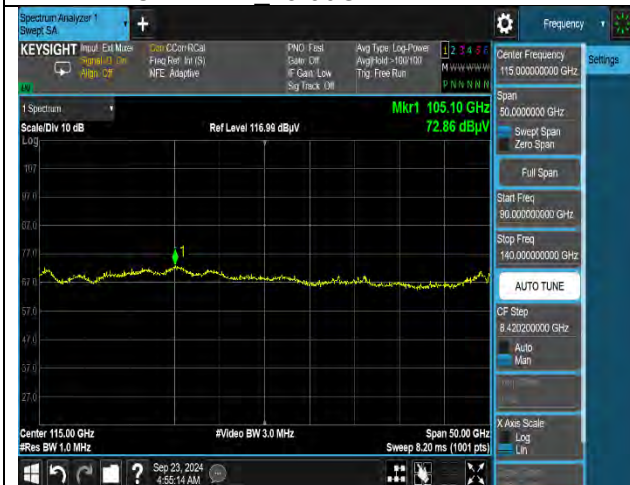 Spectrum Analyzer 1
Swept SA
Frequency
KEYSIGHT
Input: Ext Mixer
Signal ID: On
Align: Off
Corr CCorr RCal
Freq Ref: Int (S)
NFE: Adaptive
PNO: Fast
Gate: Off
IF Gain: Low
Sig Track: Off
Avg Type: Log-Power
Avg|Hold:>100/100
Trig: Free Run
1 2 3 4 5 6
M W W W W W
P N N N N N
Center Frequency
115.000000000 GHz
Settings
1 Spectrum
Scale/Div 10 dB
Log
Ref Level 116.99 dBµV
Mkr1 105.10 GHz
72.86 dBµV
Span
50.0000000 GHz
Swept Span
Zero Span
Full Span
Start Freq
90.000000000 GHz
Stop Freq
140.000000000 GHz
AUTO TUNE
CF Step
8.420200000 GHz
Auto
Man
X Axis Scale
Log
Lin
107
97.0
87.0
77.0
67.0
57.0
47.0
37.0
27.0
1
Center 115.00 GHz
#Res BW 1.0 MHz
#Video BW 3.0 MHz
Span 50.00 GHz
Sweep 8.20 ms (1001 pts)
?
Sep 23, 2024
4:55:14 AM